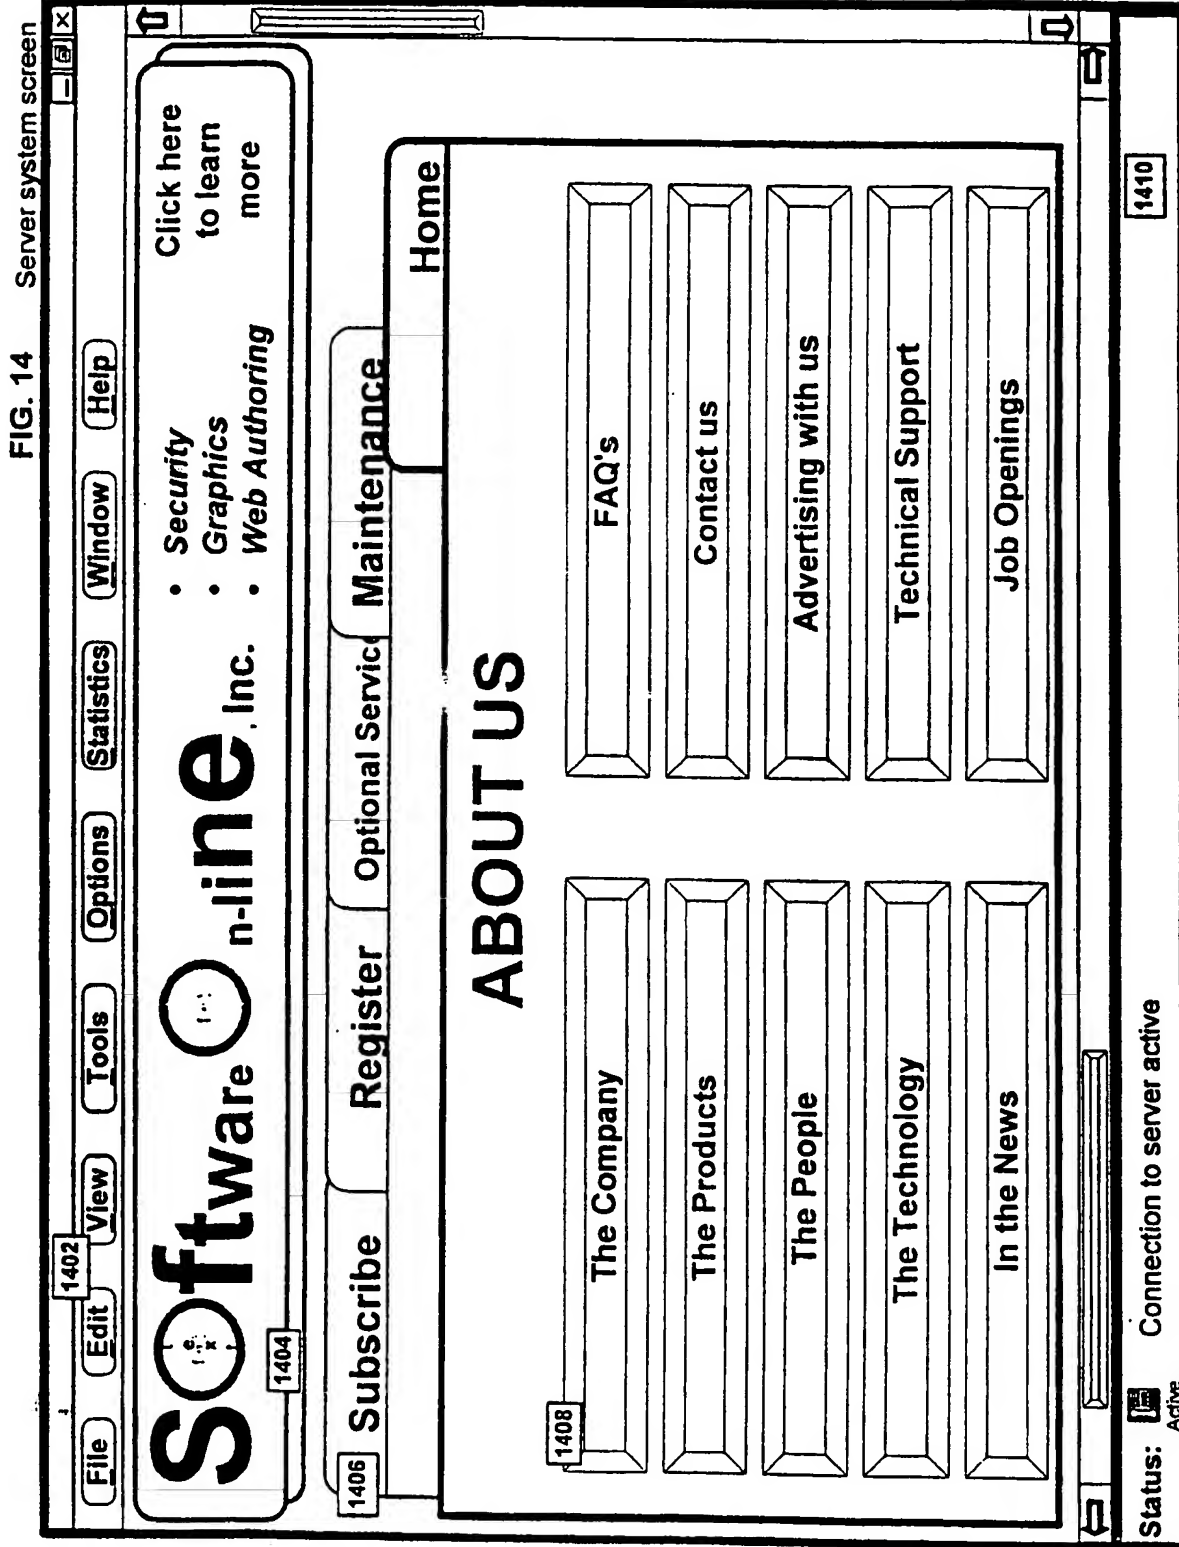 FIG. 14 Server system screen
1402
File Edit View Tools Options Statistics Window Help
Software On-line, Inc.
• Security
• Graphics
• Web Authoring
Click here
to learn
more
1404
1406
Subscribe Register Optional Service Maintenance
Home
ABOUT US
1408
The Company FAQ's
The Products Contact us
The People Advertising with us
The Technology Technical Support
In the News Job Openings
Status: Connection to server active 1410
Active